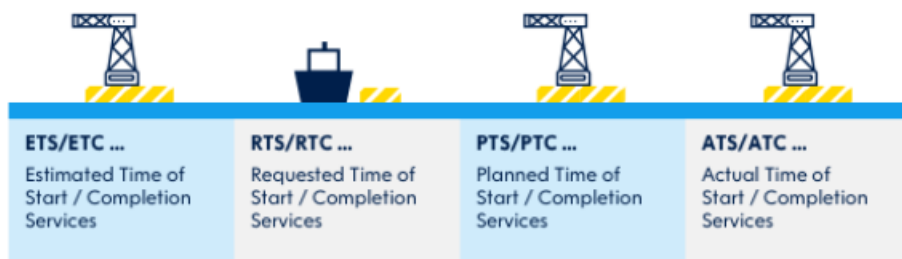 ETS/ETC ...
Estimated Time of
Start / Completion
Services
RTS/RTC ...
Requested Time of
Start / Completion
Services
PTS/PTC ...
Planned Time of
Start / Completion
Services
ATS/ATC ...
Actual Time of
Start / Completion
Services